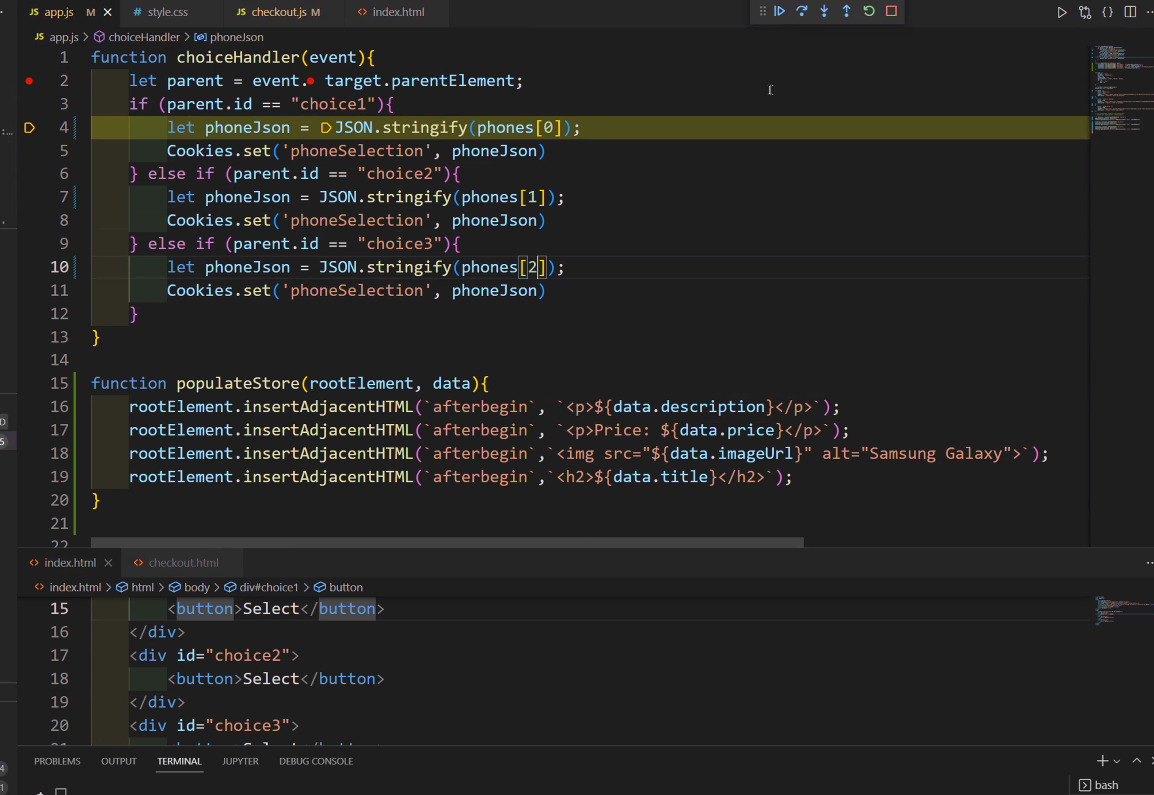 JS app.js M × # style.css JS checkout.js M <> index.html
JS app.js > choiceHandler > phoneJson
1 function choiceHandler(event){
2 let parent = event. target.parentElement;
3 if (parent.id == "choice1"){
4 let phoneJson = JSON.stringify(phones[0]);
5 Cookies.set('phoneSelection', phoneJson)
6 } else if (parent.id == "choice2"){
7 let phoneJson = JSON.stringify(phones[1]);
8 Cookies.set('phoneSelection', phoneJson)
9 } else if (parent.id == "choice3"){
10 let phoneJson = JSON.stringify(phones[2]);
11 Cookies.set('phoneSelection', phoneJson)
12 }
13 }
14
15 function populateStore(rootElement, data){
16 rootElement.insertAdjacentHTML(`afterbegin`, `<p>${data.description}</p>`);
17 rootElement.insertAdjacentHTML(`afterbegin`, `<p>Price: ${data.price}</p>`);
18 rootElement.insertAdjacentHTML(`afterbegin`,`<img src="${data.imageUrl}" alt="Samsung Galaxy">`);
19 rootElement.insertAdjacentHTML(`afterbegin`,`<h2>${data.title}</h2>`);
20 }
21
22
<> index.html × <> checkout.html
<> index.html > html > body > div#choice1 > button
15 <button>Select</button>
16 </div>
17 <div id="choice2">
18 <button>Select</button>
19 </div>
20 <div id="choice3">
PROBLEMS OUTPUT TERMINAL JUPYTER DEBUG CONSOLE
bash